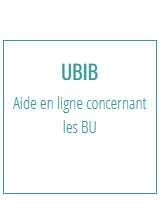 UBIB
Aide en ligne concernant
les BU